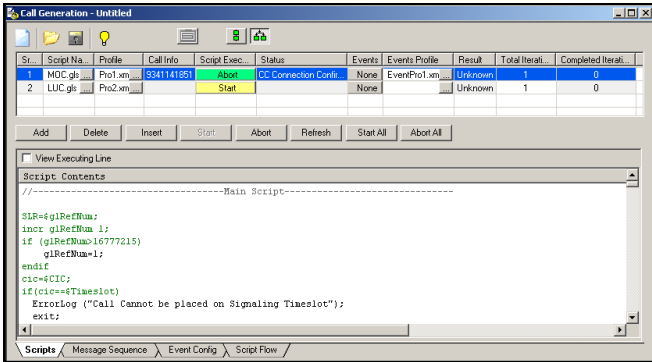 Call Generation - Untitled
Sr... Script Na... Profile Call Info Script Exec... Status Events Events Profile Result Total Iterati... Completed Iterati...
1 MOC.gls ... Pro1.xm ... 9341141851 Abort CC Connection Confir... None EventPro1.xm ... Unknown 1 0
2 LUC.gls ... Pro2.xm ... Start None ... Unknown 1 0
Add Delete Insert Start Abort Refresh Start All Abort All
View Executing Line
Script Contents
//-----------------------------------Main Script-------------------------------
SLR=$glRefNum;
incr glRefNum 1;
if (glRefNum>16777215)
glRefNum=1;
endif
cic=$CIC;
if(cic==$Timeslot)
ErrorLog ("Call Cannot be placed on Signaling Timeslot");
exit;
Scripts Message Sequence Event Config Script Flow